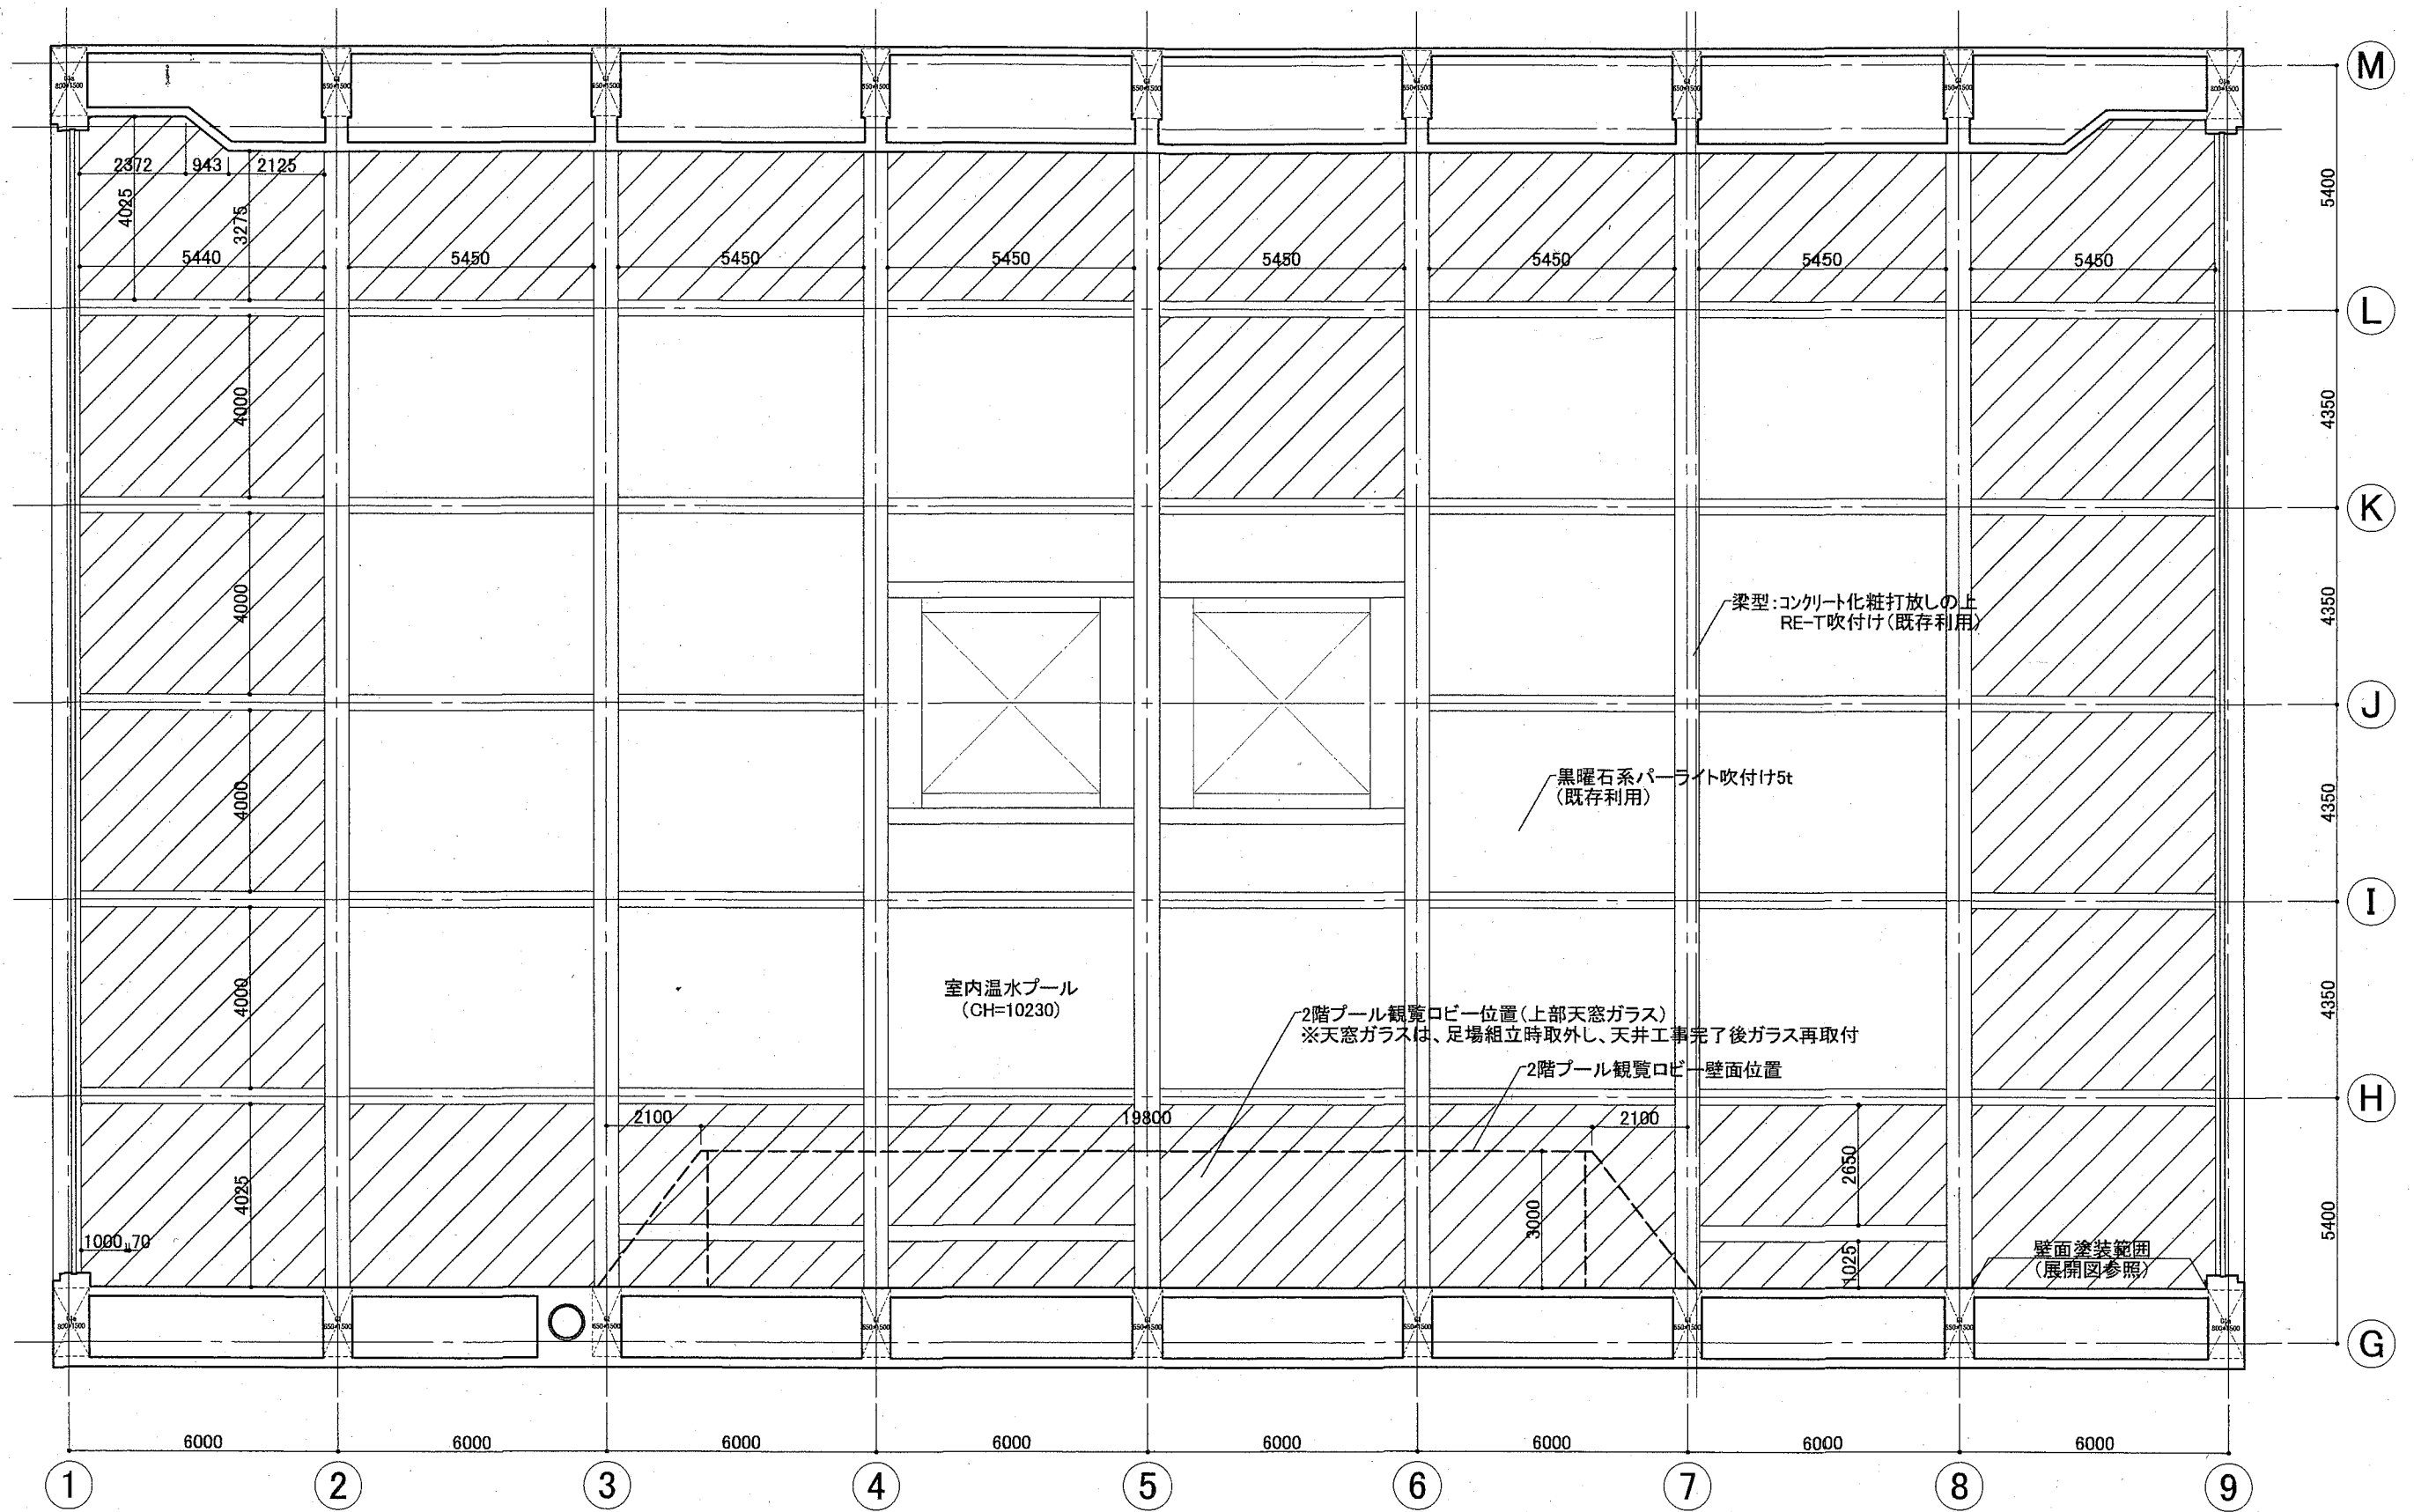 M
2372
943
2125
4025
3275
5400
5440
5450
5450
5450
5450
5450
5450
5450
L
4000
4350
K
4000
梁型:コンクリート化粧打放しの上
RE-T吹付け(既存利用)
4350
J
黒曜石系パーライト吹付け5t
(既存利用)
4000
4350
I
室内温水プール
(CH=10230)
4000
4350
2階プール観覧ロビー位置(上部天窓ガラス)
※天窓ガラスは、足場組立時取外し、天井工事完了後ガラス再取付
2階プール観覧ロビー壁面位置
H
2100
19800
2100
2650
4025
3000
5400
1000
70
1025
壁面塗装範囲
(展開図参照)
G
6000
6000
6000
6000
6000
6000
6000
6000
1
2
3
4
5
6
7
8
9